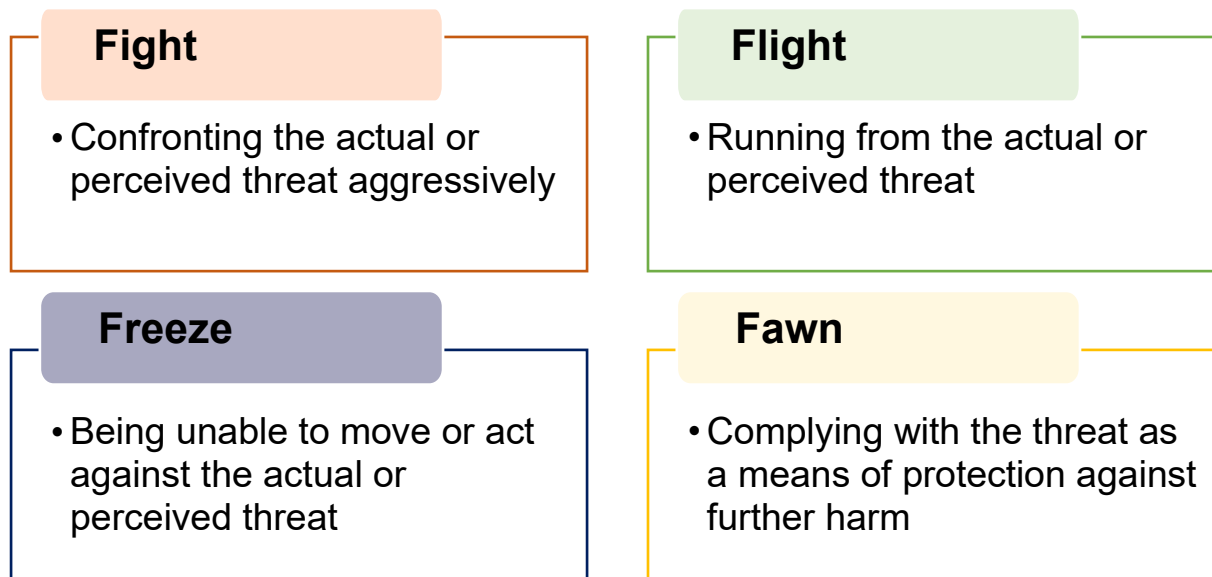 Fight
• Confronting the actual or
perceived threat aggressively
Flight
• Running from the actual or
perceived threat
Freeze
• Being unable to move or act
against the actual or
perceived threat
Fawn
• Complying with the threat as
a means of protection against
further harm